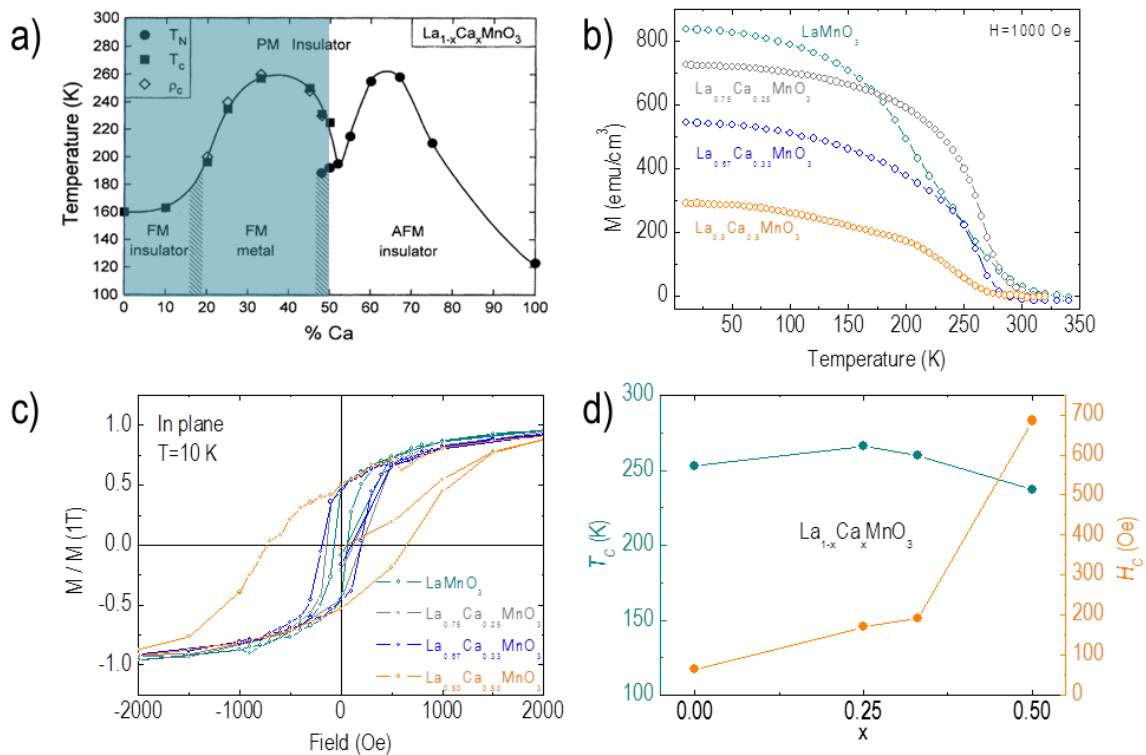 a)
La₁₋ₓCaₓMnO₃
T_N
T_c
ρ_c
PM Insulator
FM insulator
FM metal
AFM insulator
Temperature (K)
300
280
260
240
220
200
180
160
140
120
100
0 20 40 60 80 100
% Ca
b)
H=1000 Oe
LaMnO₃
La₀.₇₅Ca₀.₂₅MnO₃
La₀.₆₇Ca₀.₃₃MnO₃
La₀.₅Ca₀.₅MnO₃
M (emu/cm³)
800
600
400
200
0
50 100 150 200 250 300 350
Temperature (K)
c)
In plane
T=10 K
M / M (1T)
1.0
0.5
0.0
-0.5
-1.0
LaMnO₃
La₀.₇₅Ca₀.₂₅MnO₃
La₀.₆₇Ca₀.₃₃MnO₃
La₀.₅₀Ca₀.₅₀MnO₃
-2000 -1000 0 1000 2000
Field (Oe)
d)
T_C (K)
300
250
200
150
100
La₁₋ₓCaₓMnO₃
700
600
500
400
300
200
100
0
H_C (Oe)
0.00 0.25 0.50
x